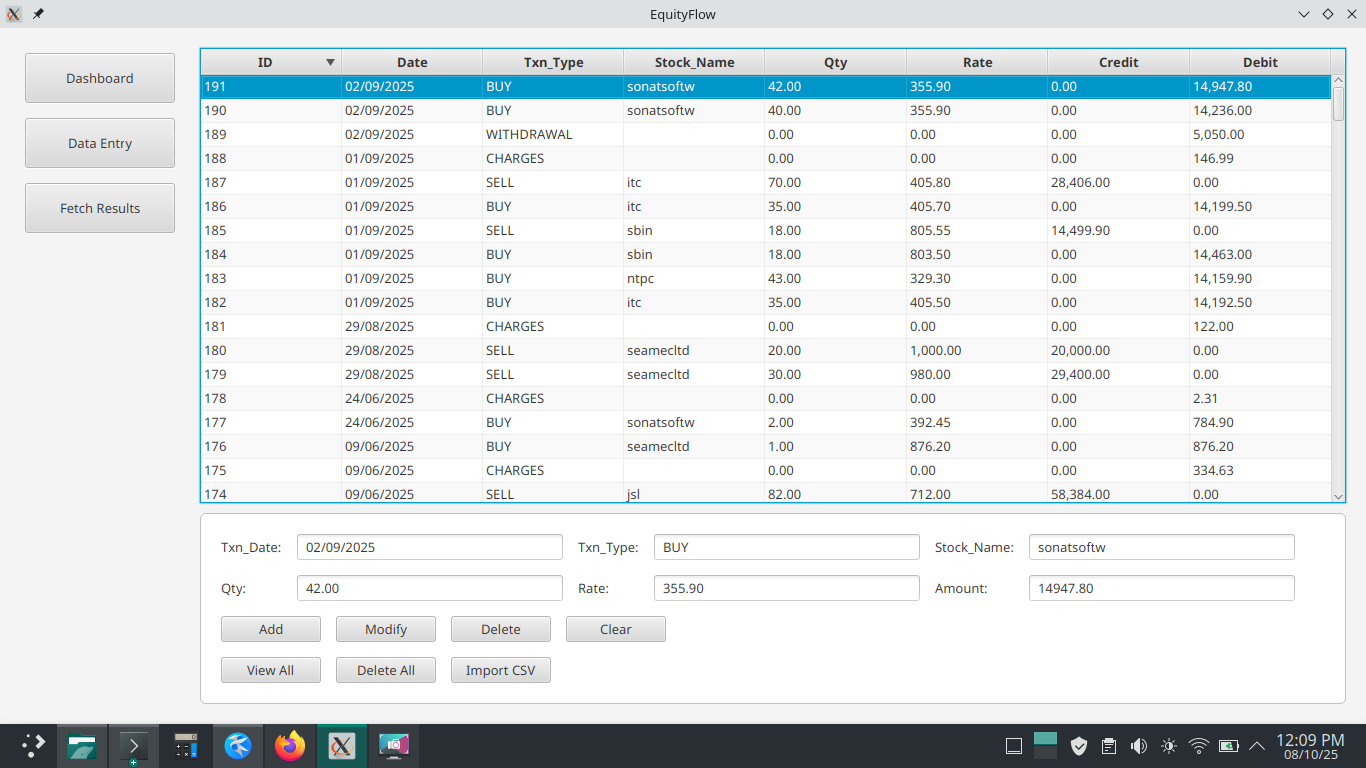 EquityFlow
Dashboard
Data Entry
Fetch Results
ID Date Txn_Type Stock_Name Qty Rate Credit Debit
191 02/09/2025 BUY sonatsoftw 42.00 355.90 0.00 14,947.80
190 02/09/2025 BUY sonatsoftw 40.00 355.90 0.00 14,236.00
189 02/09/2025 WITHDRAWAL 0.00 0.00 0.00 5,050.00
188 01/09/2025 CHARGES 0.00 0.00 0.00 146.99
187 01/09/2025 SELL itc 70.00 405.80 28,406.00 0.00
186 01/09/2025 BUY itc 35.00 405.70 0.00 14,199.50
185 01/09/2025 SELL sbin 18.00 805.55 14,499.90 0.00
184 01/09/2025 BUY sbin 18.00 803.50 0.00 14,463.00
183 01/09/2025 BUY ntpc 43.00 329.30 0.00 14,159.90
182 01/09/2025 BUY itc 35.00 405.50 0.00 14,192.50
181 29/08/2025 CHARGES 0.00 0.00 0.00 122.00
180 29/08/2025 SELL seamecltd 20.00 1,000.00 20,000.00 0.00
179 29/08/2025 SELL seamecltd 30.00 980.00 29,400.00 0.00
178 24/06/2025 CHARGES 0.00 0.00 0.00 2.31
177 24/06/2025 BUY sonatsoftw 2.00 392.45 0.00 784.90
176 09/06/2025 BUY seamecltd 1.00 876.20 0.00 876.20
175 09/06/2025 CHARGES 0.00 0.00 0.00 334.63
174 09/06/2025 SELL jsl 82.00 712.00 58,384.00 0.00
Txn_Date: 02/09/2025 Txn_Type: BUY Stock_Name: sonatsoftw
Qty: 42.00 Rate: 355.90 Amount: 14947.80
Add Modify Delete Clear
View All Delete All Import CSV
12:09 PM
08/10/25